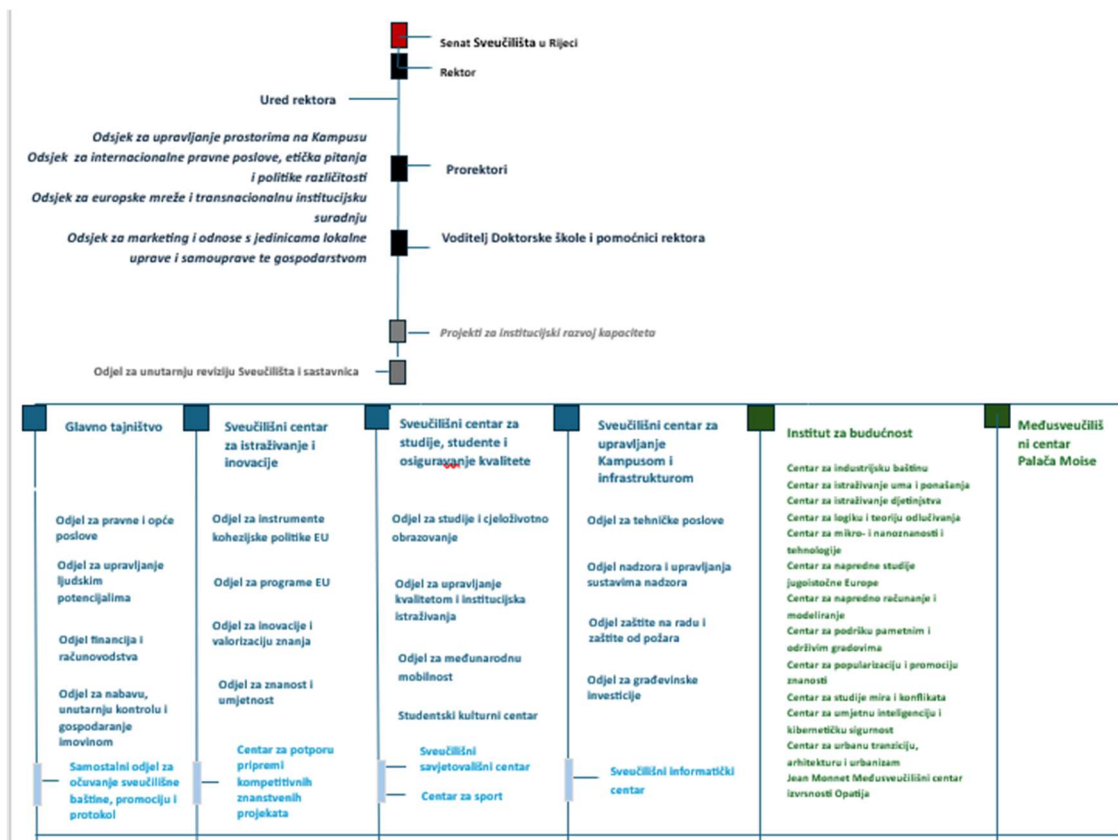 Senat Sveučilišta u Rijeci
Rektor
Ured rektora
Odsjek za upravljanje prostorima na Kampusu
Odsjek za internacionalne pravne poslove, etička pitanja
i politike različitosti
Odsjek za europske mreže i transnacionalnu institucijsku
suradnju
Odsjek za marketing i odnose s jedinicama lokalne
uprave i samouprave te gospodarstvom
Prorektori
Voditelj Doktorske škole i pomoćnici rektora
Projekti za institucijski razvoj kapaciteta
Odjel za unutarnju reviziju Sveučilišta i sastavnica
Glavno tajništvo
Odjel za pravne i opće
poslove
Odjel za upravljanje
ljudskim
potencijalima
Odjel financija i
računovodstva
Odjel za nabavu,
unutarnju kontrolu i
gospodaranje
imovinom
Samostalni odjel za
očuvanje sveučilišne
baštine, promociju i
protokol
Sveučilišni centar
za istraživanje i
inovacije
Odjel za instrumente
kohezijske politike EU
Odjel za programe EU
Odjel za inovacije i
valorizaciju znanja
Odjel za znanost i
umjetnost
Centar za potporu
pripremi
kompetitivnih
znanstvenih
projekata
Sveučilišni centar za
studije, studente i
osiguravanje kvalitete
Odjel za studije i cjeloživotno
obrazovanje
Odjel za upravljanje
kvalitetom i institucijska
istraživanja
Odjel za međunarodnu
mobilnost
Studentski kulturni centar
Sveučilišni
savjetovališni centar
Centar za sport
Sveučilišni centar za
upravljanje
Kampusom i
infrastrukturom
Odjel za tehničke poslove
Odjel nadzora i upravljanja
sustavima nadzora
Odjel zaštite na radu i
zaštite od požara
Odjel za građevinske
investicije
Sveučilišni informatički
centar
Institut za budućnost
Centar za industrijsku baštinu
Centar za istraživanje uma i ponašanja
Centar za istraživanje djetinjstva
Centar za logiku i teoriju odlučivanja
Centar za mikro- i nanoznanosti i
tehnologije
Centar za napredne studije
jugoistočne Europe
Centar za napredno računanje i
modeliranje
Centar za podršku pametnim i
održivim gradovima
Centar za popularizaciju i promociju
znanosti
Centar za studije mira i konflikata
Centar za umjetnu inteligenciju i
kibernetičku sigurnost
Centar za urbanu tranziciju,
arhitekturu i urbanizam
Jean Monnet Međusveučilišni centar
izvrsnosti Opatija
Međusveučiliš
ni centar
Palača Moise